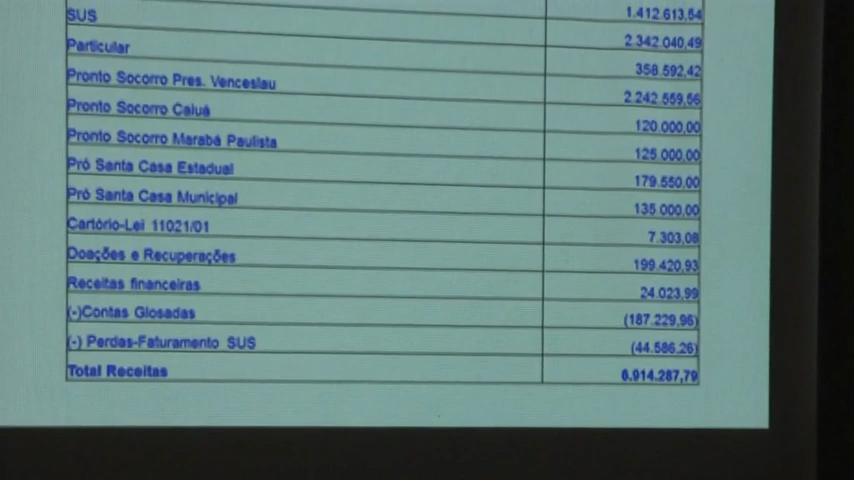 1.412.613,54
SUS 2.342.040,49
Particular 358.592,42
Pronto Socorro Pres. Venceslau 2.242.559,56
Pronto Socorro Caiuá 120.000,00
Pronto Socorro Marabá Paulista 125.000,00
Pró Santa Casa Estadual 179.550,00
Pró Santa Casa Municipal 135.000,00
Cartório-Lei 11021/01 7.303,08
Doações e Recuperações 199.420,93
Receitas financeiras 24.023,99
(-)Contas Glosadas (187.229,96)
(-) Perdas-Faturamento SUS (44.586,26)
Total Receitas 6.914.287,79